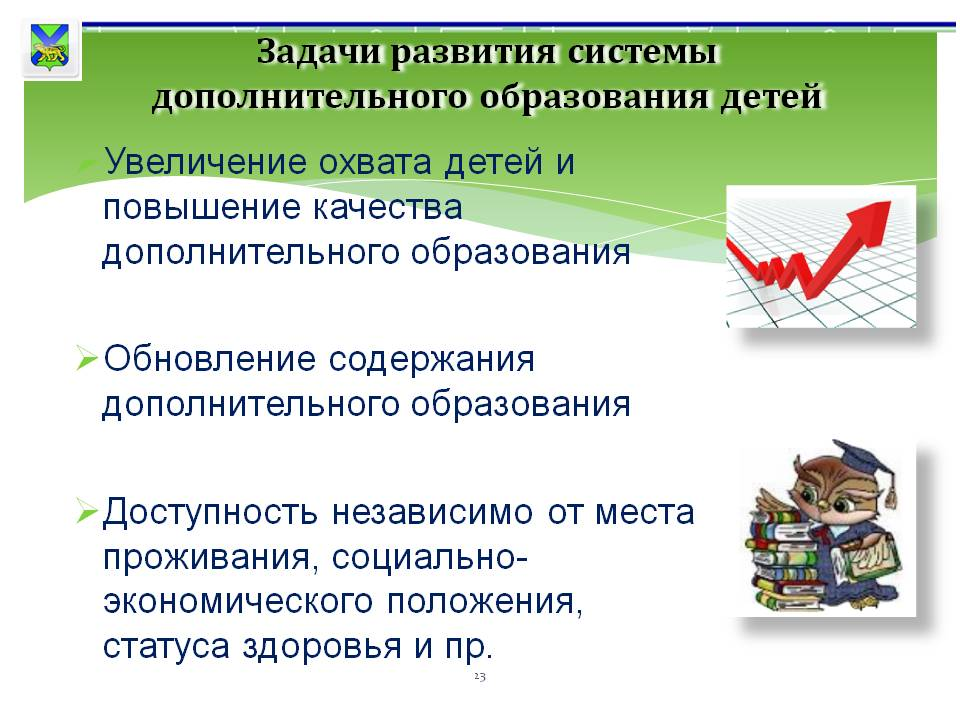 Задачи развития системы
дополнительного образования детей
Увеличение охвата детей и
повышение качества
дополнительного образования
Обновление содержания
дополнительного образования
Доступность независимо от места
проживания, социально-
экономического положения,
статуса здоровья и пр.
23